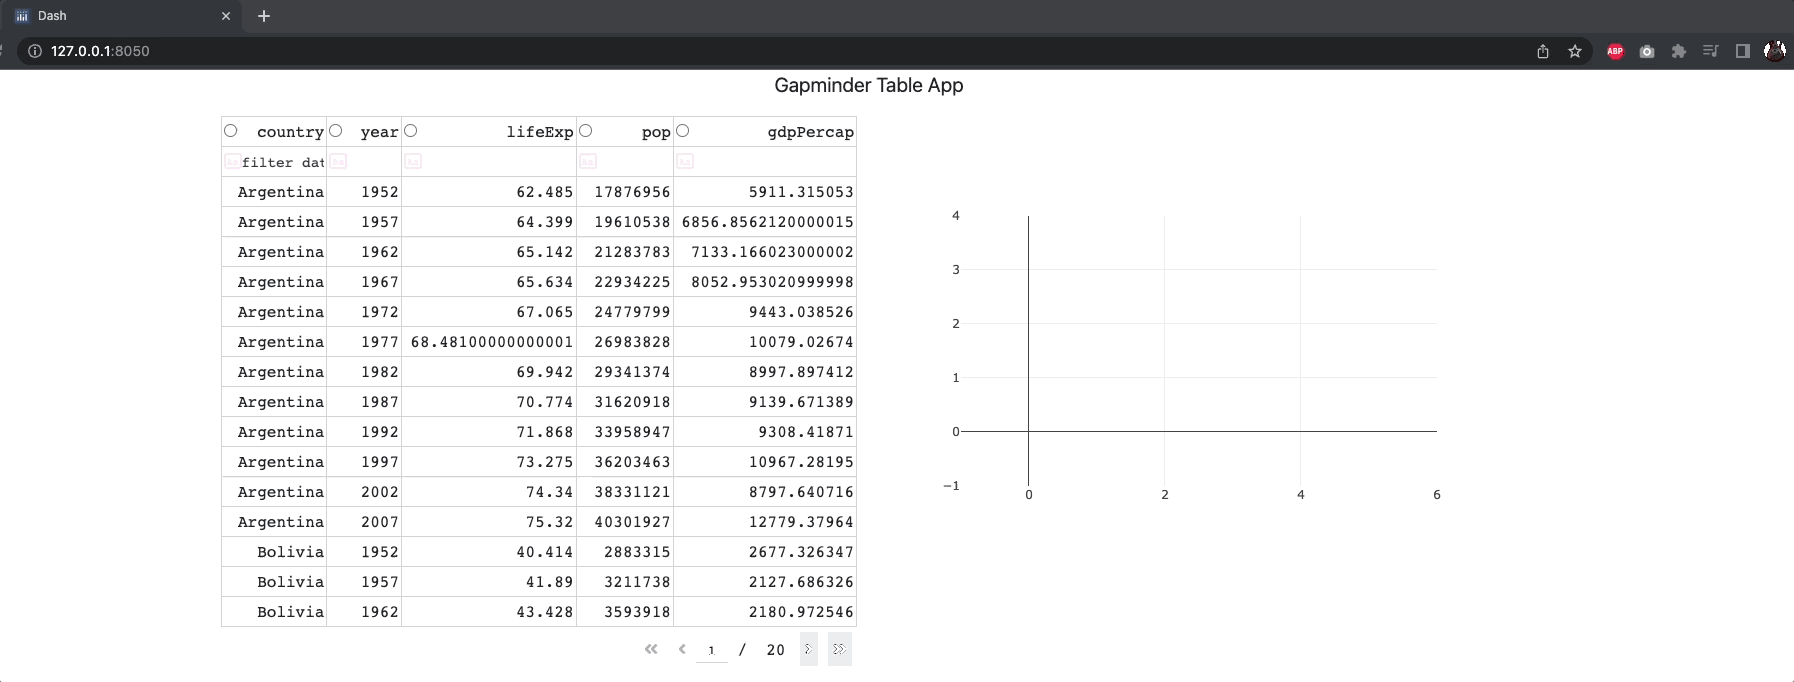 Dash
127.0.0.1:8050
ABP
Gapminder Table App
country year lifeExp pop gdpPercap
Aa filter dat Aa Aa Aa Aa
Argentina 1952 62.485 17876956 5911.315053
Argentina 1957 64.399 19610538 6856.8562120000015
Argentina 1962 65.142 21283783 7133.166023000002
Argentina 1967 65.634 22934225 8052.953020999998
Argentina 1972 67.065 24779799 9443.038526
Argentina 1977 68.48100000000001 26983828 10079.02674
Argentina 1982 69.942 29341374 8997.897412
Argentina 1987 70.774 31620918 9139.671389
Argentina 1992 71.868 33958947 9308.41871
Argentina 1997 73.275 36203463 10967.28195
Argentina 2002 74.34 38331121 8797.640716
Argentina 2007 75.32 40301927 12779.37964
Bolivia 1952 40.414 2883315 2677.326347
Bolivia 1957 41.89 3211738 2127.686326
Bolivia 1962 43.428 3593918 2180.972546
1 / 20
4
3
2
1
0
−1
0 2 4 6